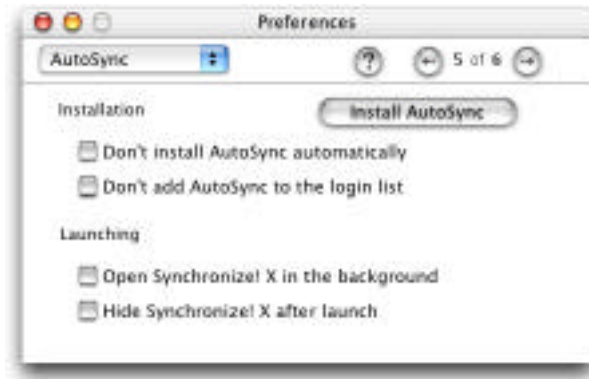 Preferences
AutoSync ? 5 of 6
Installation Install AutoSync
Don't install AutoSync automatically
Don't add AutoSync to the login list
Launching
Open Synchronize! X in the background
Hide Synchronize! X after launch